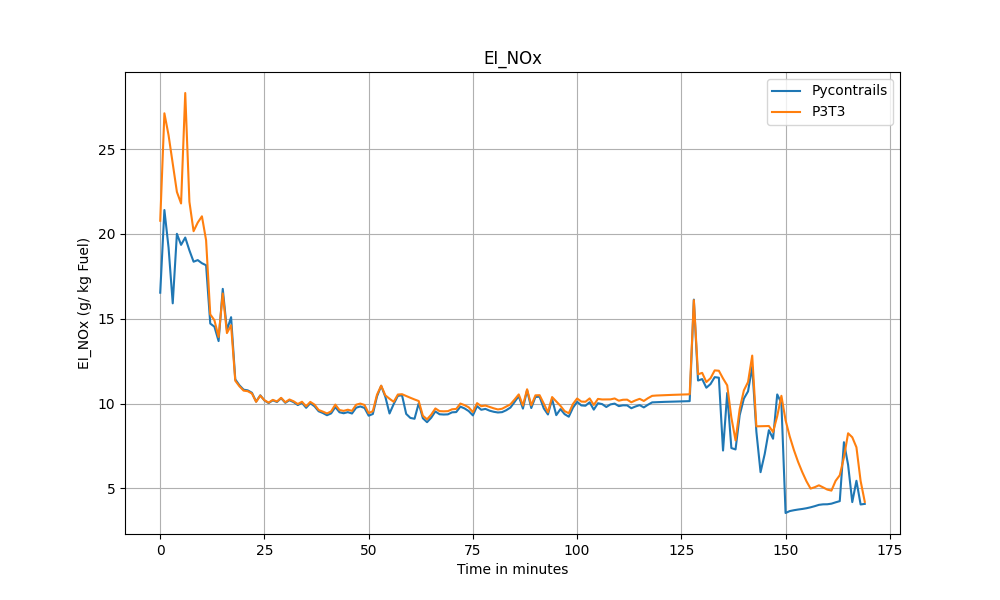 EI_NOx
Pycontrails
P3T3
EI_NOx (g/ kg Fuel)
25
20
15
10
5
0 25 50 75 100 125 150 175
Time in minutes